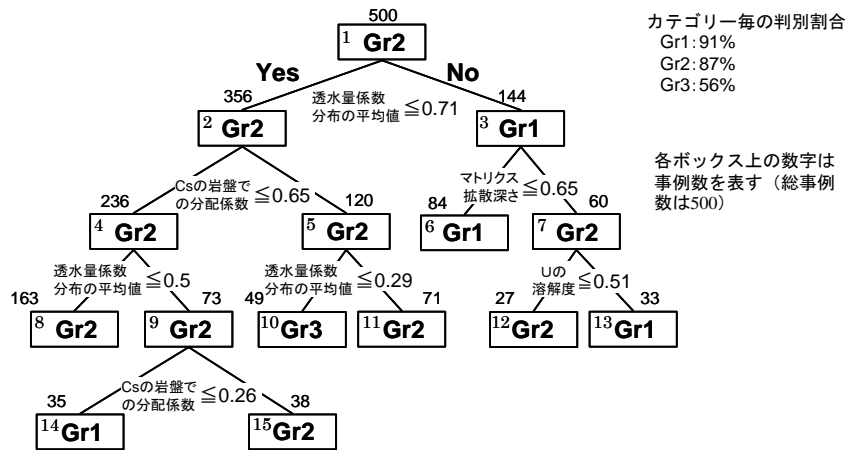 500
1 Gr2
カテゴリー毎の判別割合
Gr1：91%
Gr2：87%
Gr3：56%
Yes
No
356
透水量係数
分布の平均値 ≦0.71
144
2 Gr2
3 Gr1
各ボックス上の数字は
事例数を表す（総事例
数は500）
236
Csの岩盤で
の分配係数 ≦0.65
120
84
マトリクス
拡散深さ ≦0.65
60
4 Gr2
5 Gr2
6 Gr1
7 Gr2
163
透水量係数
分布の平均値 ≦0.5
73
49
透水量係数
分布の平均値 ≦0.29
71
27
Uの
溶解度 ≦0.51
33
8 Gr2
9 Gr2
10 Gr3
11 Gr2
12 Gr2
13 Gr1
35
Csの岩盤で
の分配係数 ≦0.26
38
14 Gr1
15 Gr2